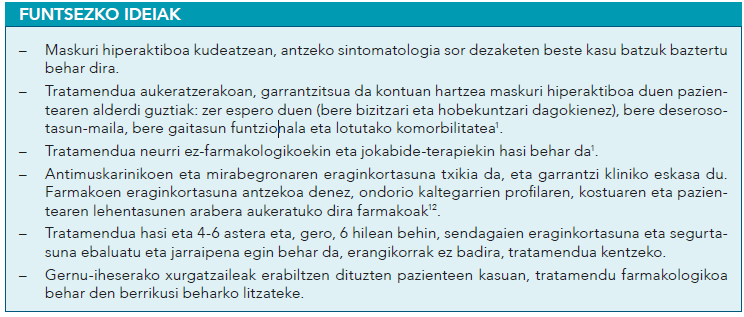 FUNTSEZKO IDEIAK
– Maskuri hiperaktiboa kudeatzean, antzeko sintomatologia sor dezaketen beste kasu batzuk baztertu
behar dira.
– Tratamendua aukeratzerakoan, garrantzitsua da kontuan hartzea maskuri hiperaktiboa duen pazien-
tearen alderdi guztiak: zer espero duen (bere bizitzari eta hobekuntzari dagokienez), bere deseroso-
tasun-maila, bere gaitasun funtzionala eta lotutako komorbilitatea¹.
– Tratamendua neurri ez-farmakologikoekin eta jokabide-terapiekin hasi behar da¹.
– Antimuskarinikoen eta mirabegronaren eraginkortasuna txikia da, eta garrantzi kliniko eskasa du.
Farmakoen eraginkortasuna antzekoa denez, ondorio kaltegarrien profilaren, kostuaren eta pazien-
tearen lehentasunen arabera aukeratuko dira farmakoak¹².
– Tratamendua hasi eta 4-6 astera eta, gero, 6 hilean behin, sendagaien eraginkortasuna eta segurta-
suna ebaluatu eta jarraipena egin behar da, erangikorrak ez badira, tratamendua kentzeko.
– Gernu-iheserako xurgatzaileak erabiltzen dituzten pazienteen kasuan, tratamendu farmakologikoa
behar den berrikusi beharko litzateke.